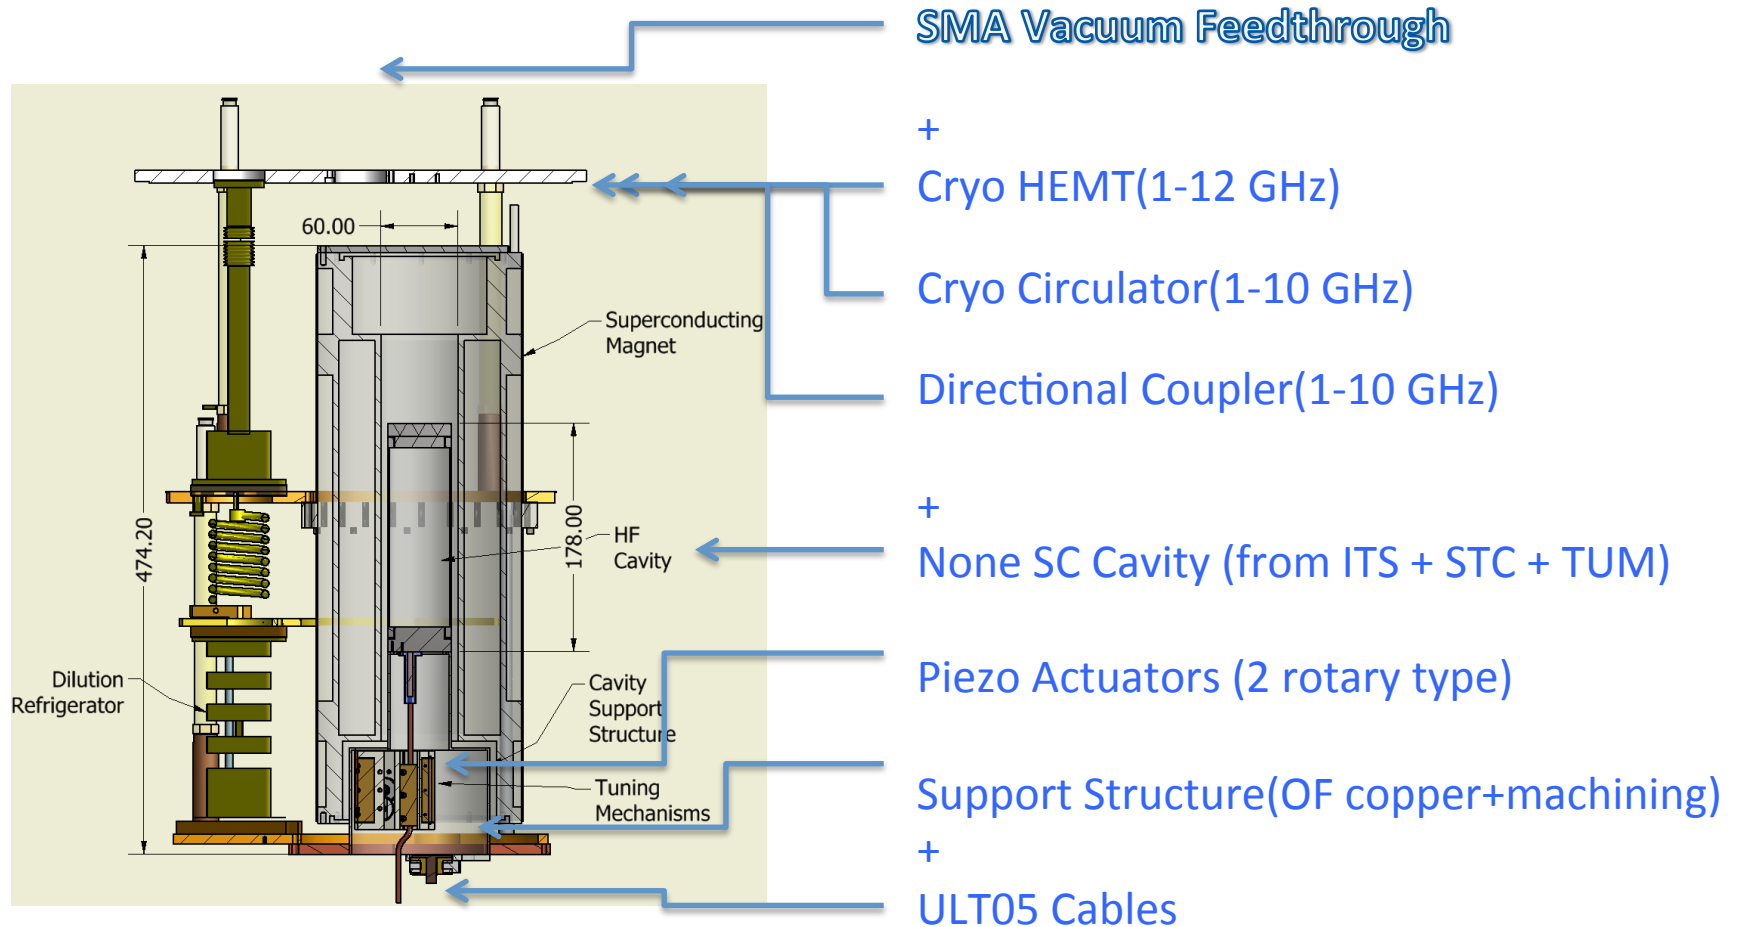 SMA Vacuum Feedthrough
+
Cryo HEMT(1-12 GHz)
60.00
Cryo Circulator(1-10 GHz)
Superconducting
Magnet
Directional Coupler(1-10 GHz)
+
474.20
178.00
HF
Cavity
None SC Cavity (from ITS + STC + TUM)
Dilution
Refrigerator
Cavity
Support
Structure
Piezo Actuators (2 rotary type)
Tuning
Mechanisms
Support Structure(OF copper+machining)
+
ULT05 Cables